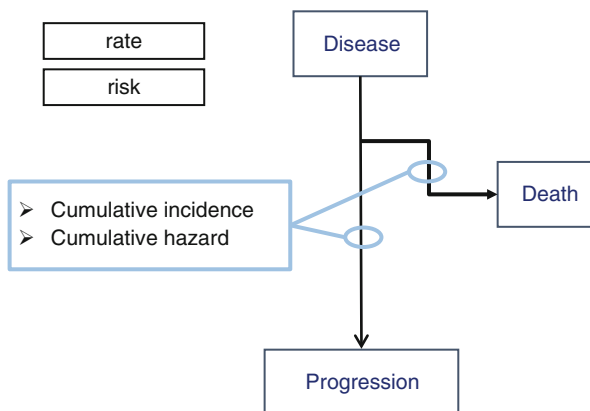 rate
risk
Disease
➢ Cumulative incidence
➢ Cumulative hazard
Death
Progression